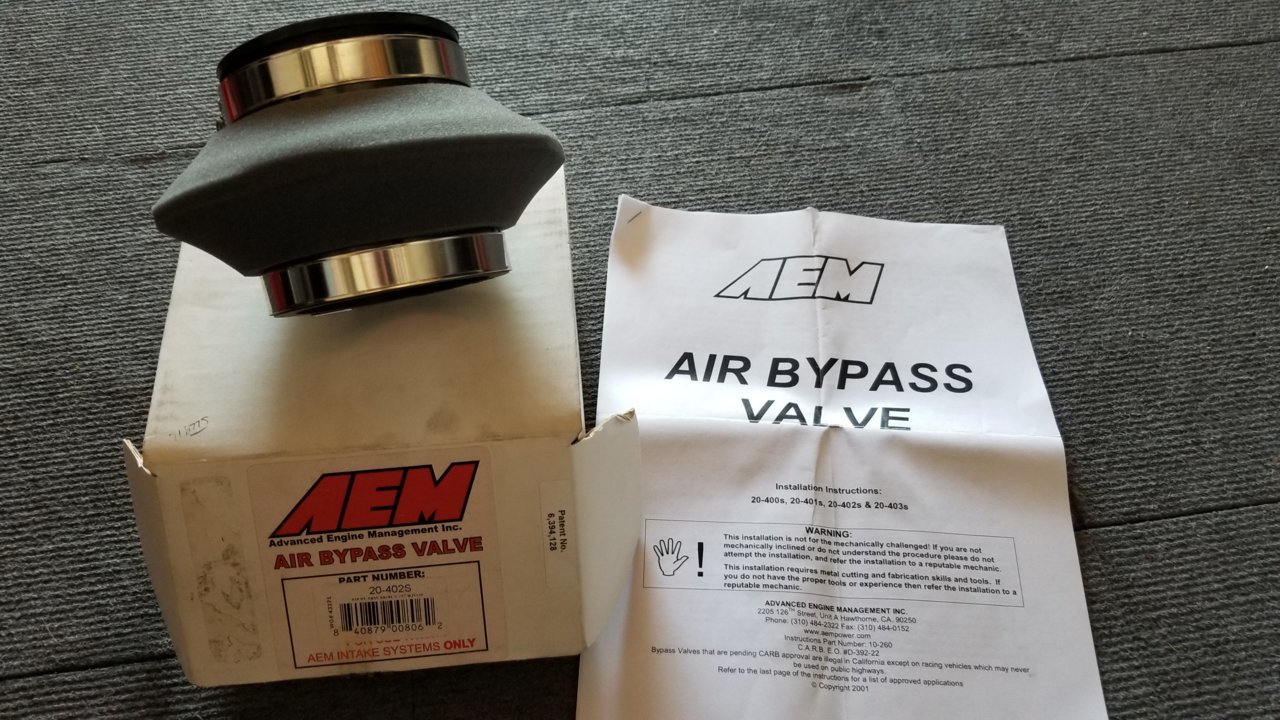 AEM
Advanced Engine Management Inc.
AIR BYPASS VALVE
PART NUMBER:
20-402S
8 40879 00806 2
AEM INTAKE SYSTEMS ONLY
Patent No.
6,394,128
AEM
AIR BYPASS
VALVE
Installation Instructions:
20-400s, 20-401s, 20-402s & 20-403s
WARNING:
This installation is not for the mechanically challenged! If you are not
mechanically inclined or do not understand the procedure please do not
attempt the installation, and refer the installation to a reputable mechanic.
This installation requires metal cutting and fabrication skills and tools. If
you do not have the proper tools or experience then refer the installation to a
reputable mechanic.
!
ADVANCED ENGINE MANAGEMENT INC.
2205 126TH Street, Unit A Hawthorne, CA. 90250
Phone: (310) 484-2322 Fax: (310) 484-0152
www.aempower.com
Instructions Part Number: 10-260
C.A.R.B. E.O. #D-392-22
Bypass Valves that are pending CARB approval are illegal in California except on racing vehicles which may never
be used on public highways.
Refer to the last page of the instructions for a list of approved applications
© Copyright 2001